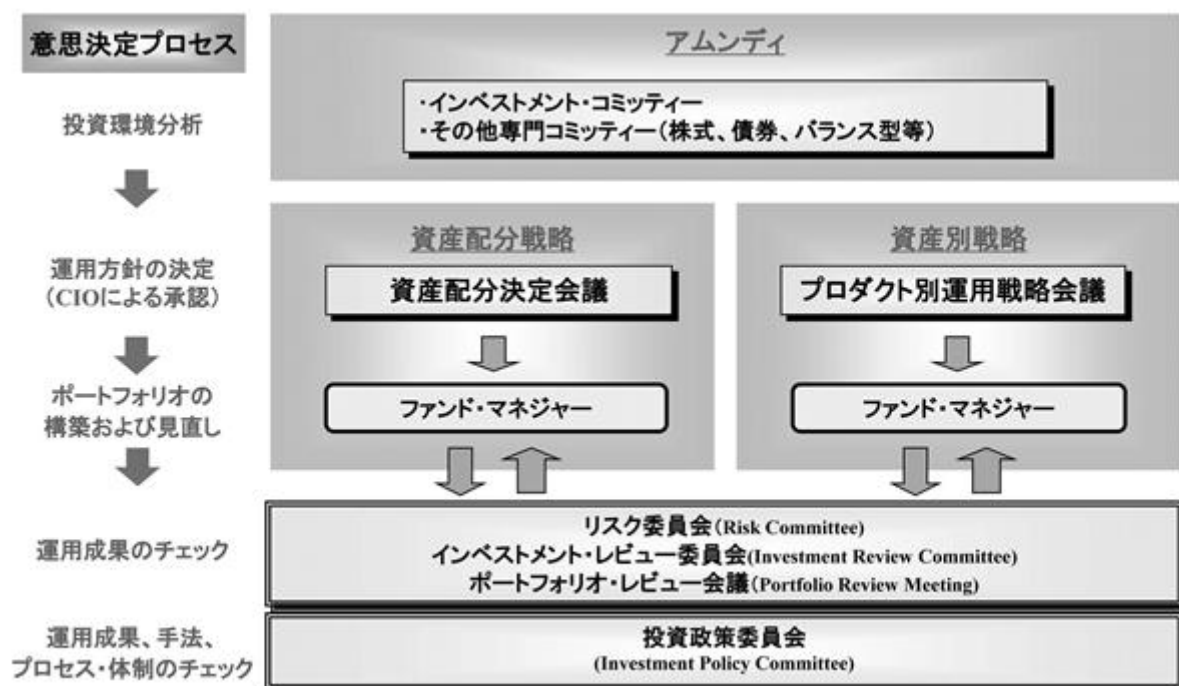 意思決定プロセス
アムンディ
・インベストメント・コミッティー
・その他専門コミッティー(株式、債券、バランス型等)
投資環境分析
資産配分戦略
資産別戦略
運用方針の決定
(CIOによる承認)
資産配分決定会議
プロダクト別運用戦略会議
ポートフォリオの
構築および見直し
ファンド・マネジャー
ファンド・マネジャー
運用成果のチェック
リスク委員会(Risk Committee)
インベストメント・レビュー委員会(Investment Review Committee)
ポートフォリオ・レビュー会議(Portfolio Review Meeting)
運用成果、手法、
プロセス・体制のチェック
投資政策委員会
(Investment Policy Committee)